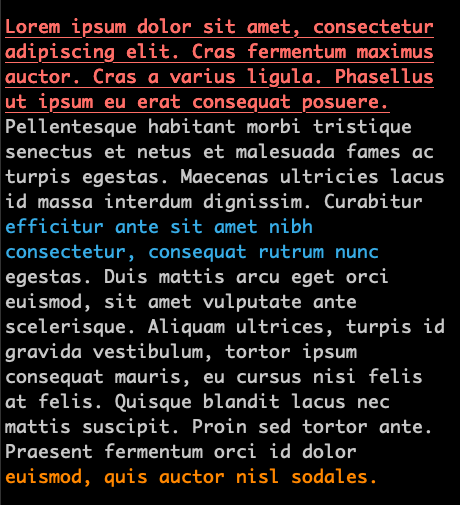 Lorem ipsum dolor sit amet, consectetur
adipiscing elit. Cras fermentum maximus
auctor. Cras a varius ligula. Phasellus
ut ipsum eu erat consequat posuere.
Pellentesque habitant morbi tristique
senectus et netus et malesuada fames ac
turpis egestas. Maecenas ultricies lacus
id massa interdum dignissim. Curabitur
efficitur ante sit amet nibh
consectetur, consequat rutrum nunc
egestas. Duis mattis arcu eget orci
euismod, sit amet vulputate ante
scelerisque. Aliquam ultrices, turpis id
gravida vestibulum, tortor ipsum
consequat mauris, eu cursus nisi felis
at felis. Quisque blandit lacus nec
mattis suscipit. Proin sed tortor ante.
Praesent fermentum orci id dolor
euismod, quis auctor nisl sodales.